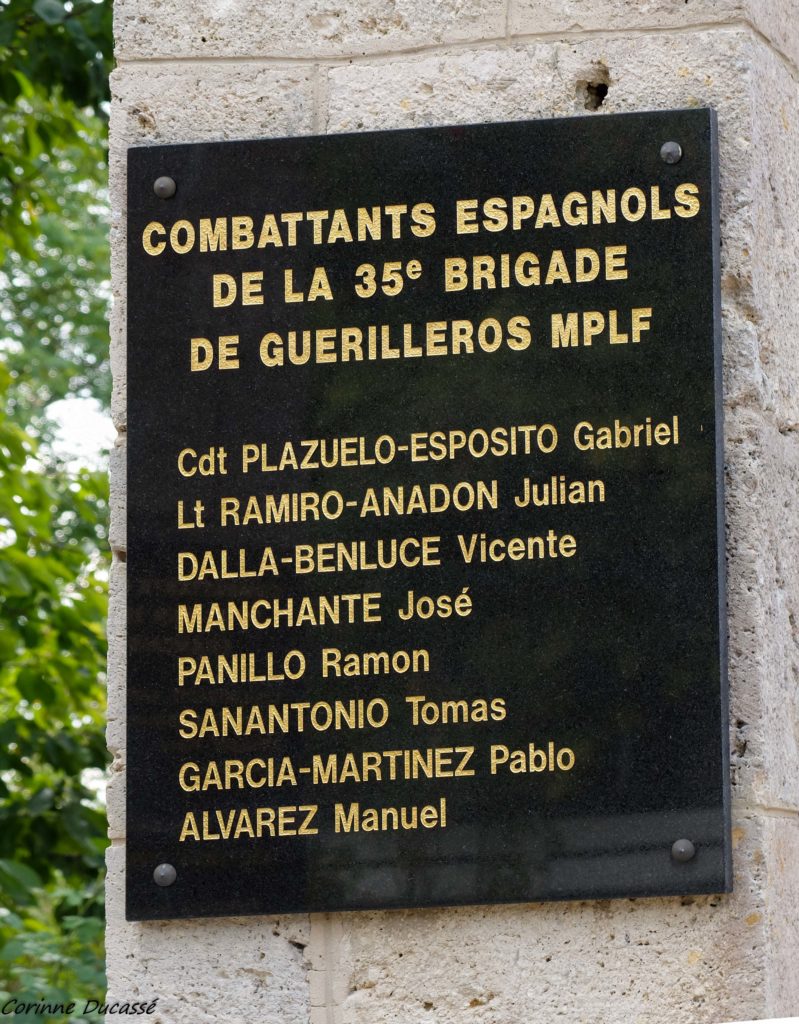 COMBATTANTS ESPAGNOLS
DE LA 35e BRIGADE
DE GUERILLEROS MPLF
Cdt PLAZUELO-ESPOSITO Gabriel
Lt RAMIRO-ANADON Julian
DALLA-BENLUCE Vicente
MANCHANTE José
PANILLO Ramon
SANANTONIO Tomas
GARCIA-MARTINEZ Pablo
ALVAREZ Manuel
Corinne Ducassé